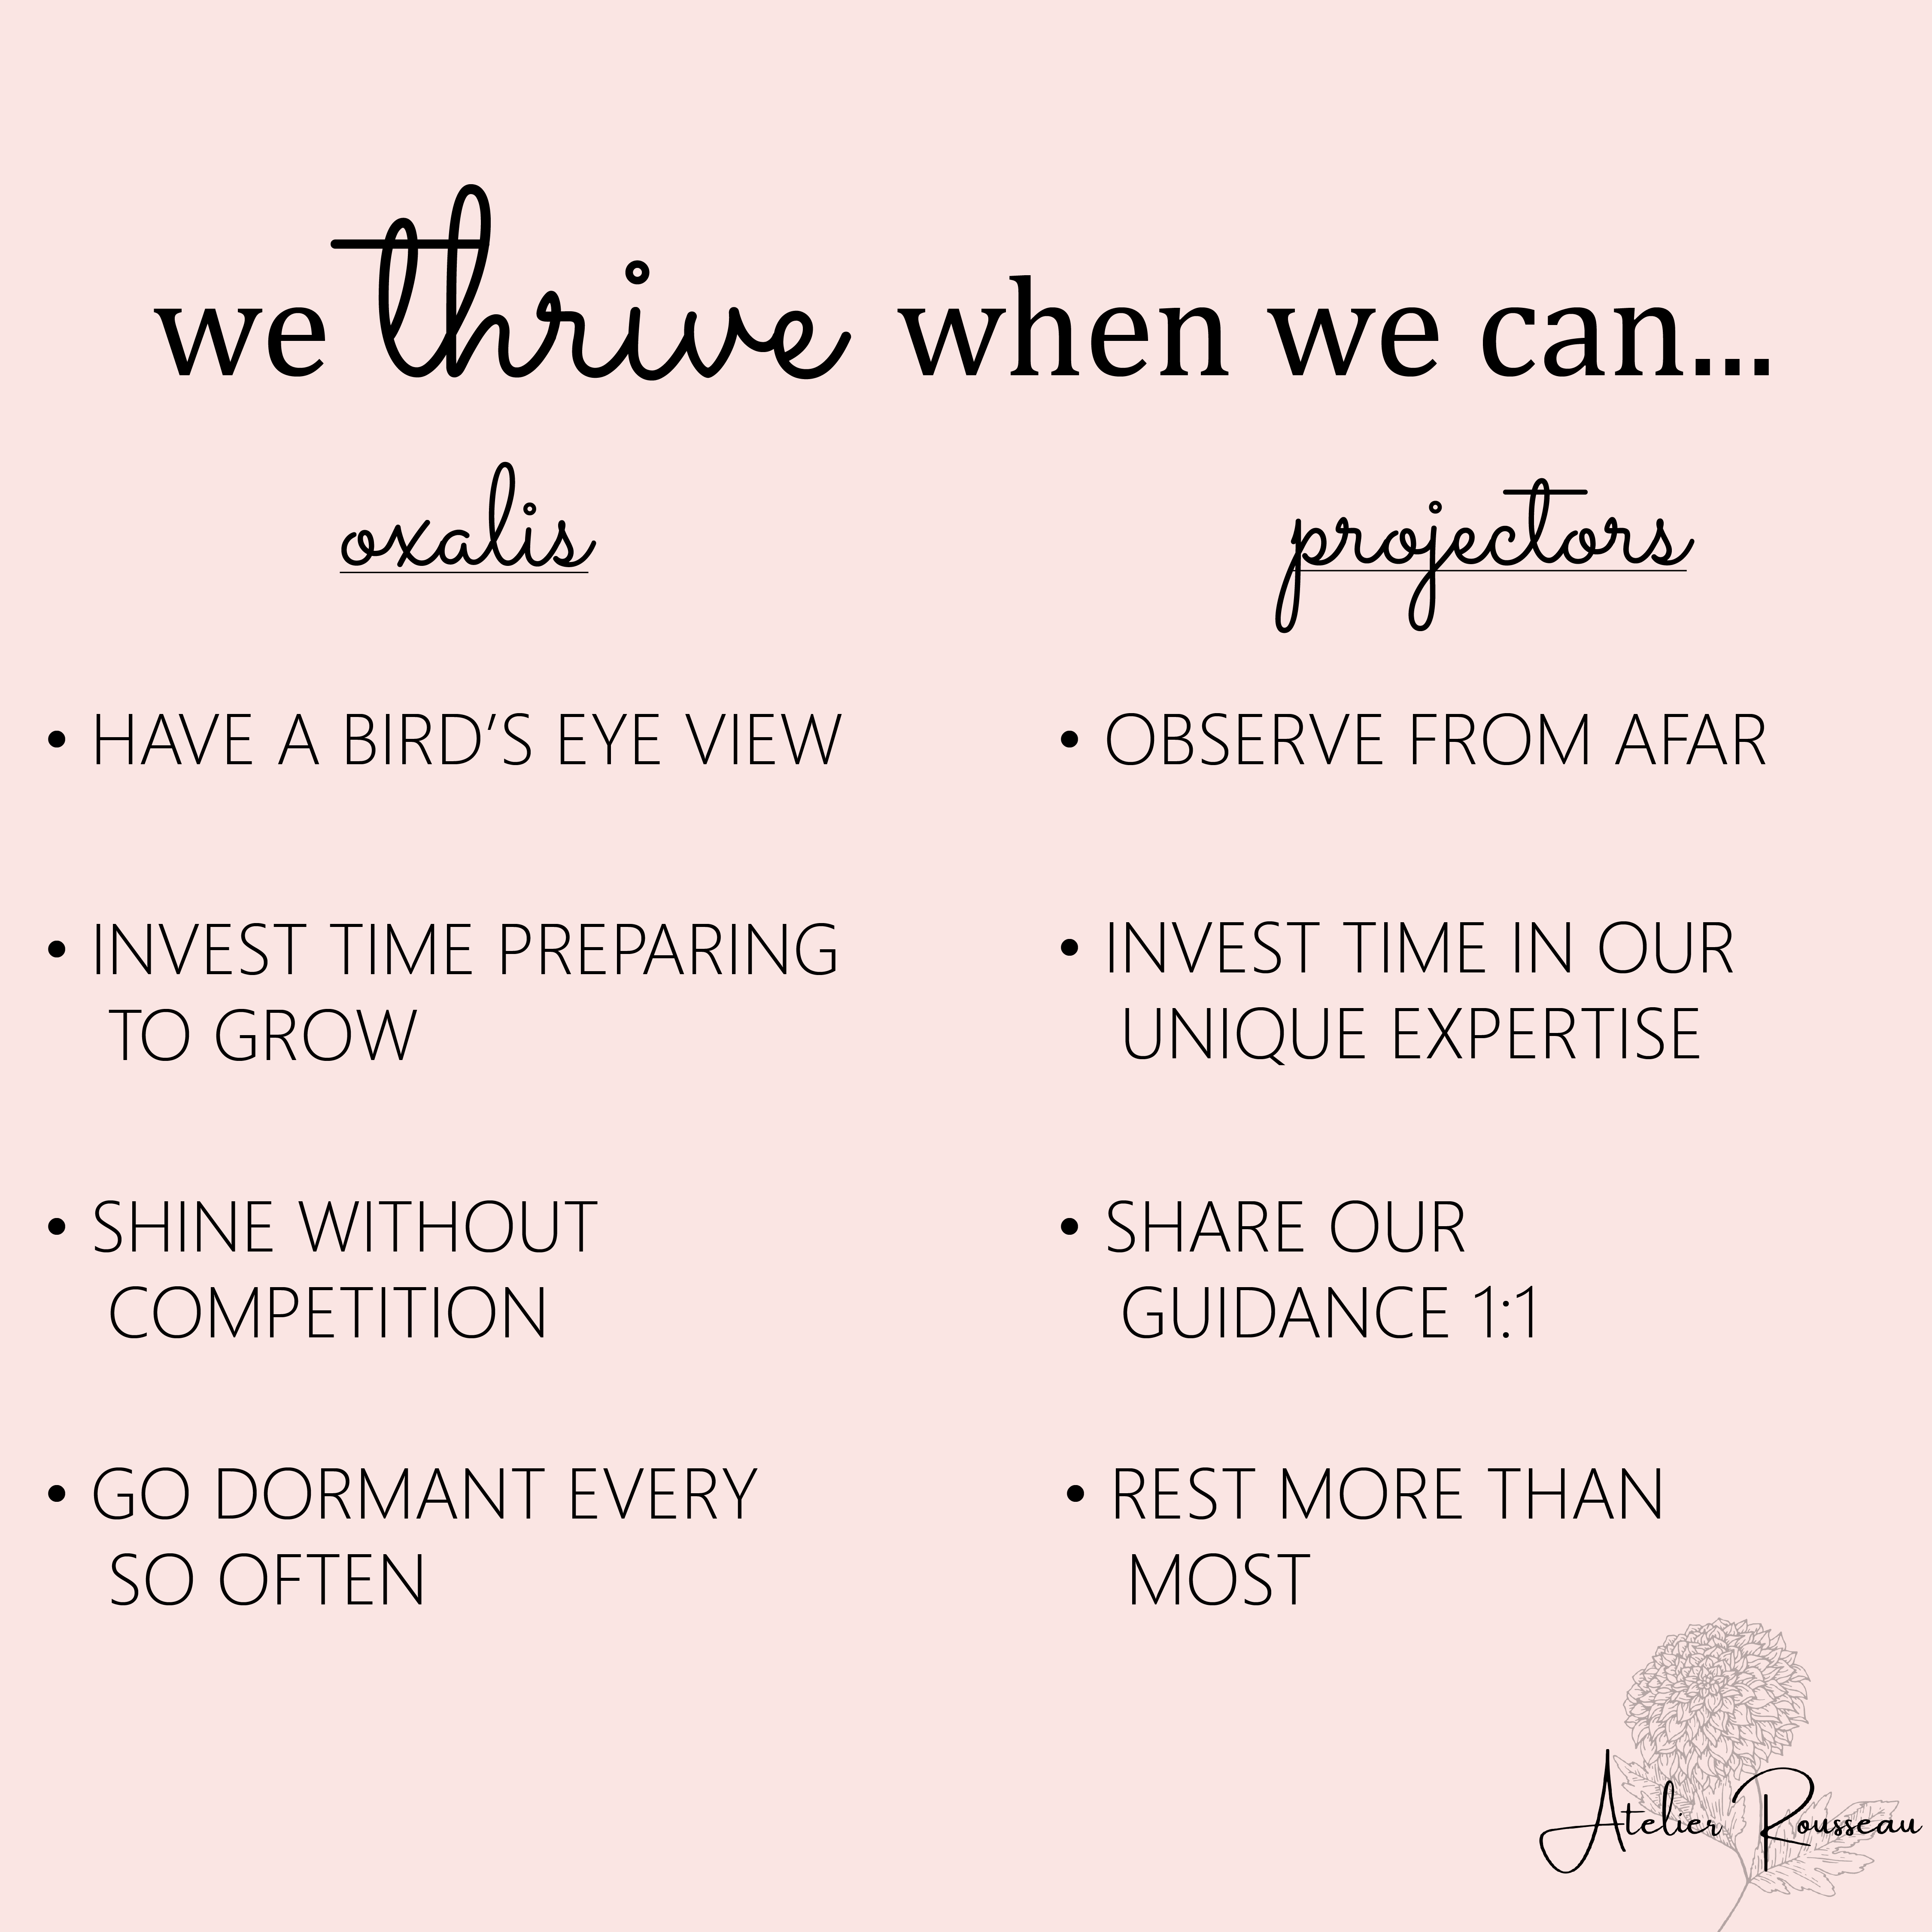 we thrive when we can...
oxalis
• HAVE A BIRD’S EYE VIEW
• INVEST TIME PREPARING
TO GROW
• SHINE WITHOUT
COMPETITION
• GO DORMANT EVERY
SO OFTEN
projectors
• OBSERVE FROM AFAR
• INVEST TIME IN OUR
UNIQUE EXPERTISE
• SHARE OUR
GUIDANCE 1:1
• REST MORE THAN
MOST
Atelier Rousseau